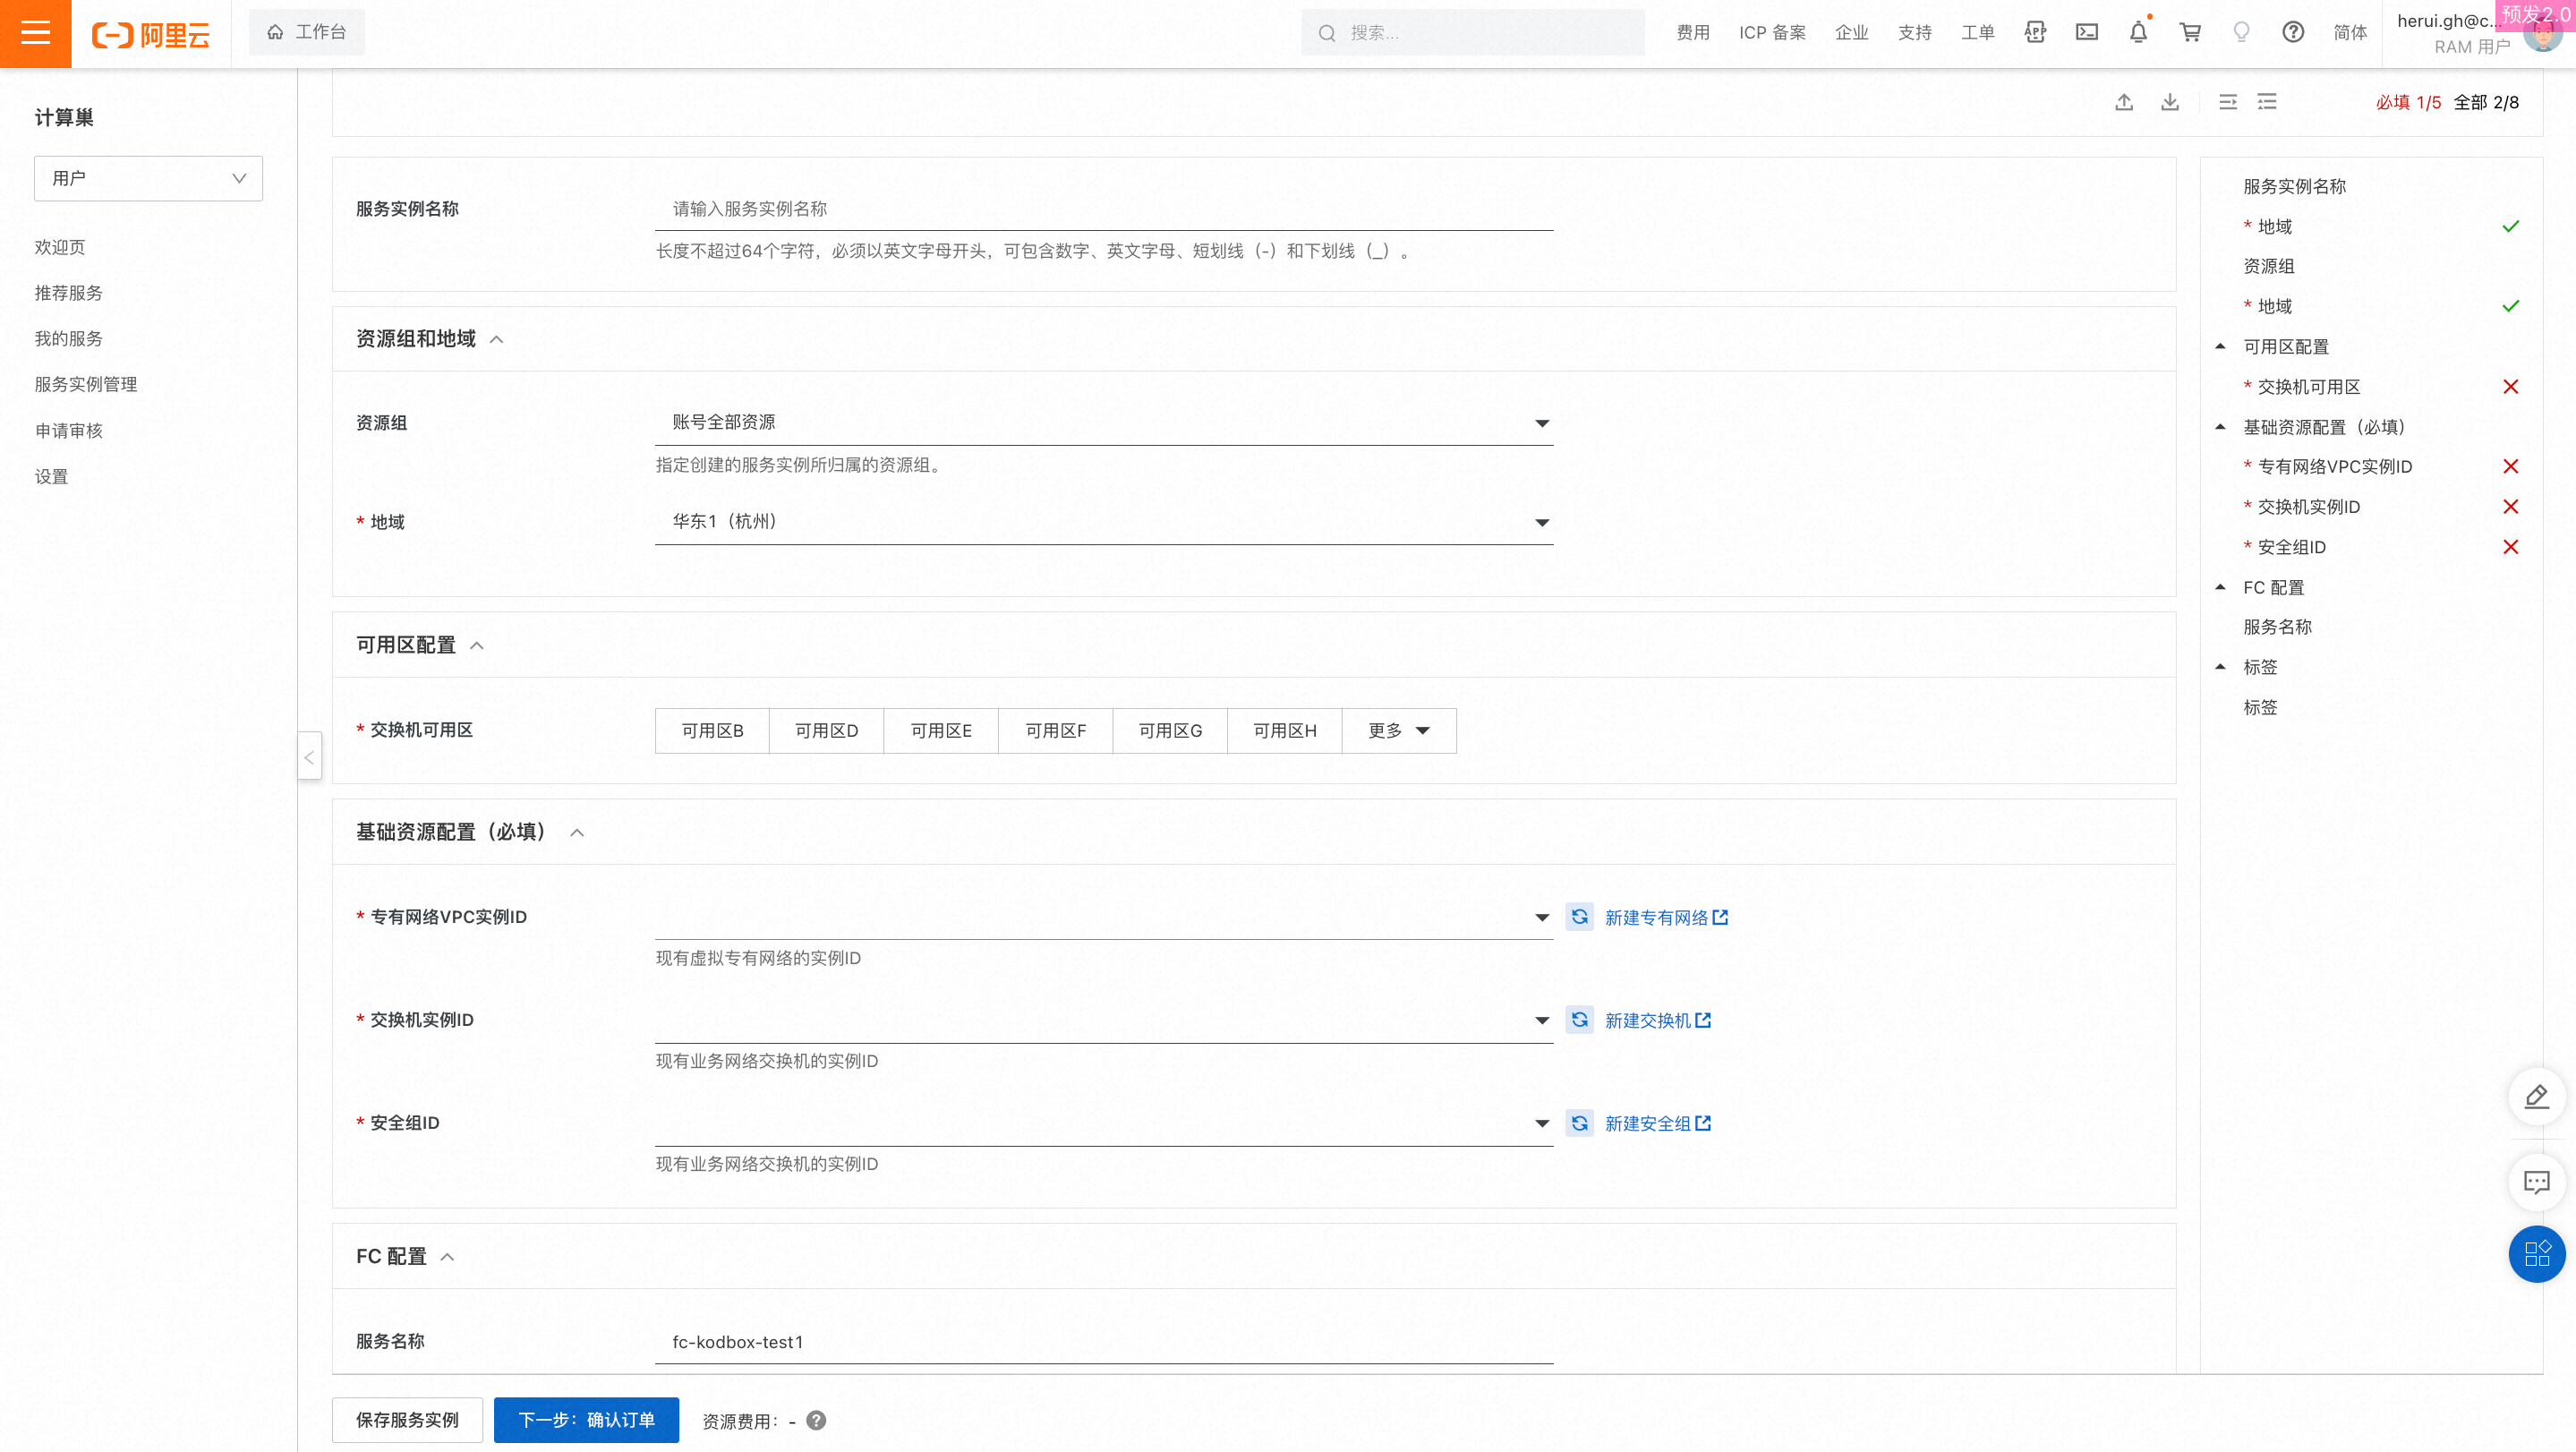 阿里云
工作台
搜索...
费用
ICP 备案
企业
支持
工单
APP
简体
herui.gh@c...
RAM 用户
预发2.0
计算巢
用户
欢迎页
推荐服务
我的服务
服务实例管理
申请审核
设置
必填 1/5 全部 2/8
服务实例名称
请输入服务实例名称
长度不超过64个字符，必须以英文字母开头，可包含数字、英文字母、短划线（-）和下划线（_）。
资源组和地域
资源组
账号全部资源
指定创建的服务实例所归属的资源组。
* 地域
华东1（杭州）
可用区配置
* 交换机可用区
可用区B
可用区D
可用区E
可用区F
可用区G
可用区H
更多
基础资源配置（必填）
* 专有网络VPC实例ID
新建专有网络
现有虚拟专有网络的实例ID
* 交换机实例ID
新建交换机
现有业务网络交换机的实例ID
* 安全组ID
新建安全组
现有业务网络交换机的实例ID
FC 配置
服务名称
fc-kodbox-test1
服务实例名称
* 地域
资源组
* 地域
可用区配置
* 交换机可用区
基础资源配置（必填）
* 专有网络VPC实例ID
* 交换机实例ID
* 安全组ID
FC 配置
服务名称
标签
标签
保存服务实例
下一步：确认订单
资源费用： -